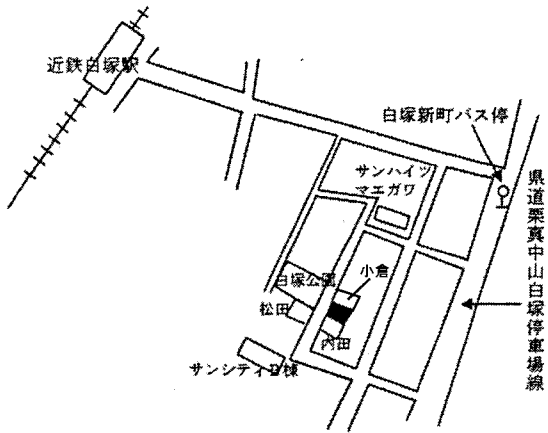 近鉄白塚駅
白塚新町バス停
サンハイツ
マエガワ
県道栗真中山白塚停車場線
小倉
白塚公園
松田
内田
サンシティB棟